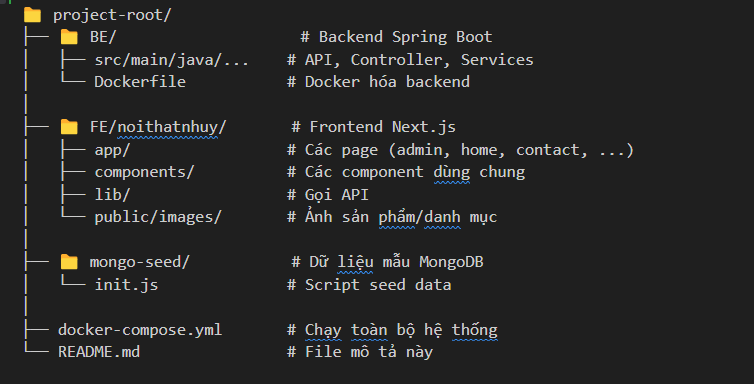 📁 project-root/
├── 📁 BE/                       # Backend Spring Boot
│   ├── src/main/java/...    # API, Controller, Services
│   └── Dockerfile           # Docker hóa backend
│
├── 📁 FE/noithatnhuy/       # Frontend Next.js
│   ├── app/                 # Các page (admin, home, contact, ...)
│   ├── components/          # Các component dùng chung
│   ├── lib/                 # Gọi API
│   └── public/images/       # Ảnh sản phẩm/danh mục
│
├── 📁 mongo-seed/           # Dữ liệu mẫu MongoDB
│   └── init.js              # Script seed data
│
├── docker-compose.yml       # Chạy toàn bộ hệ thống
└── README.md                # File mô tả này